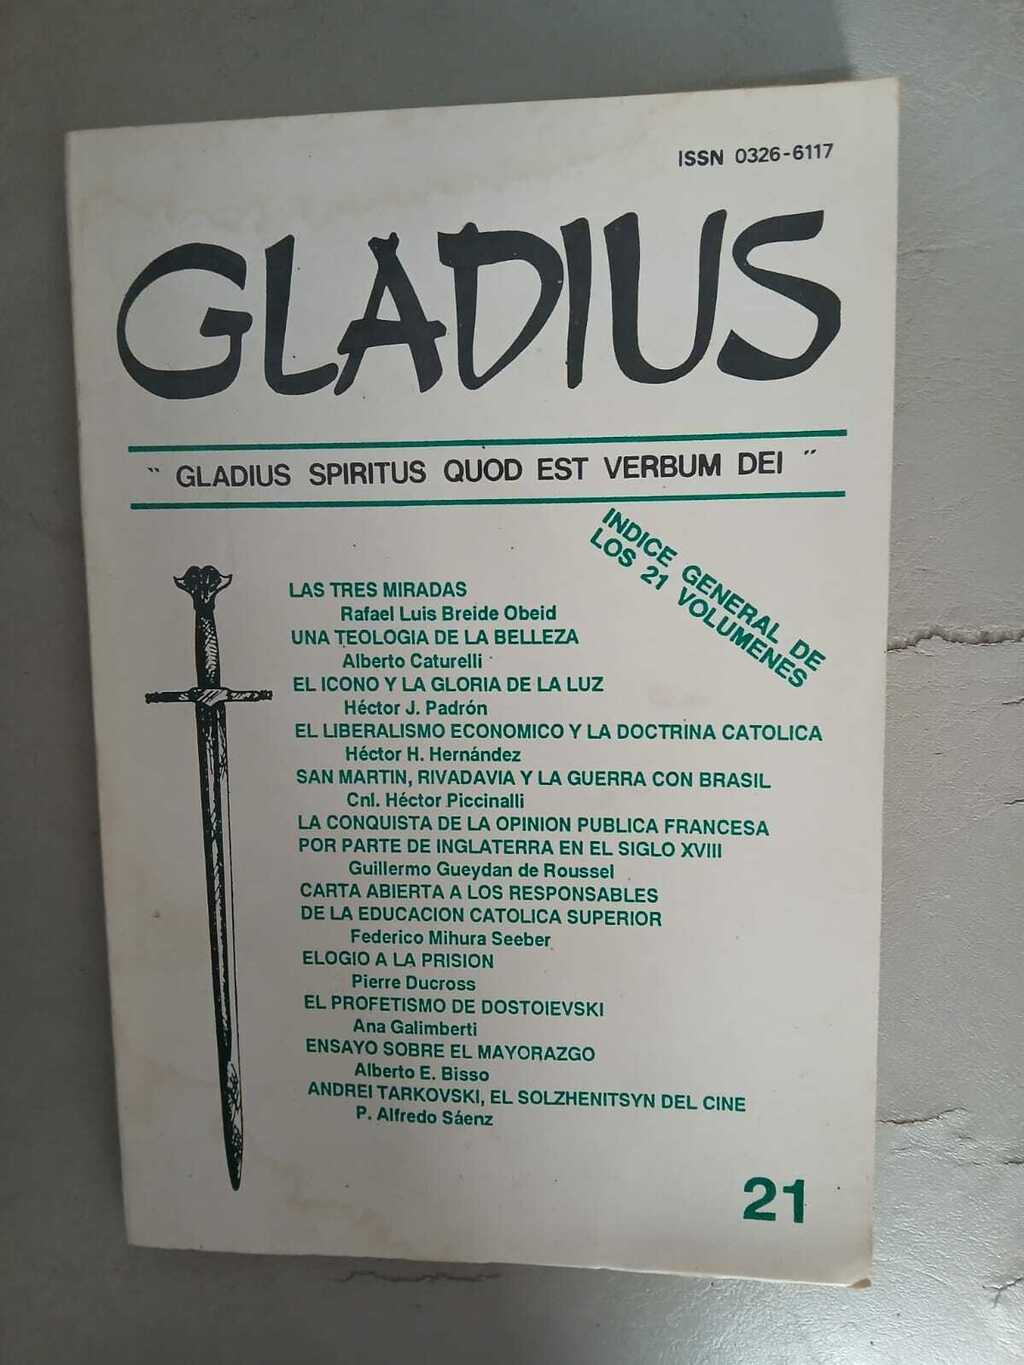 ISSN 0326-6117
GLADIUS
" GLADIUS SPIRITUS QUOD EST VERBUM DEI "
INDICE GENERAL DE
LOS 21 VOLUMENES
LAS TRES MIRADAS
Rafael Luis Breide Obeid
UNA TEOLOGIA DE LA BELLEZA
Alberto Caturelli
EL ICONO Y LA GLORIA DE LA LUZ
Héctor J. Padrón
EL LIBERALISMO ECONOMICO Y LA DOCTRINA CATOLICA
Héctor H. Hernández
SAN MARTIN, RIVADAVIA Y LA GUERRA CON BRASIL
Cnl. Héctor Piccinalli
LA CONQUISTA DE LA OPINION PUBLICA FRANCESA
POR PARTE DE INGLATERRA EN EL SIGLO XVIII
Guillermo Gueydan de Roussel
CARTA ABIERTA A LOS RESPONSABLES
DE LA EDUCACION CATOLICA SUPERIOR
Federico Mihura Seeber
ELOGIO A LA PRISION
Pierre Ducross
EL PROFETISMO DE DOSTOIEVSKI
Ana Galimberti
ENSAYO SOBRE EL MAYORAZGO
Alberto E. Bisso
ANDREI TARKOVSKI, EL SOLZHENITSYN DEL CINE
P. Alfredo Sáenz
21